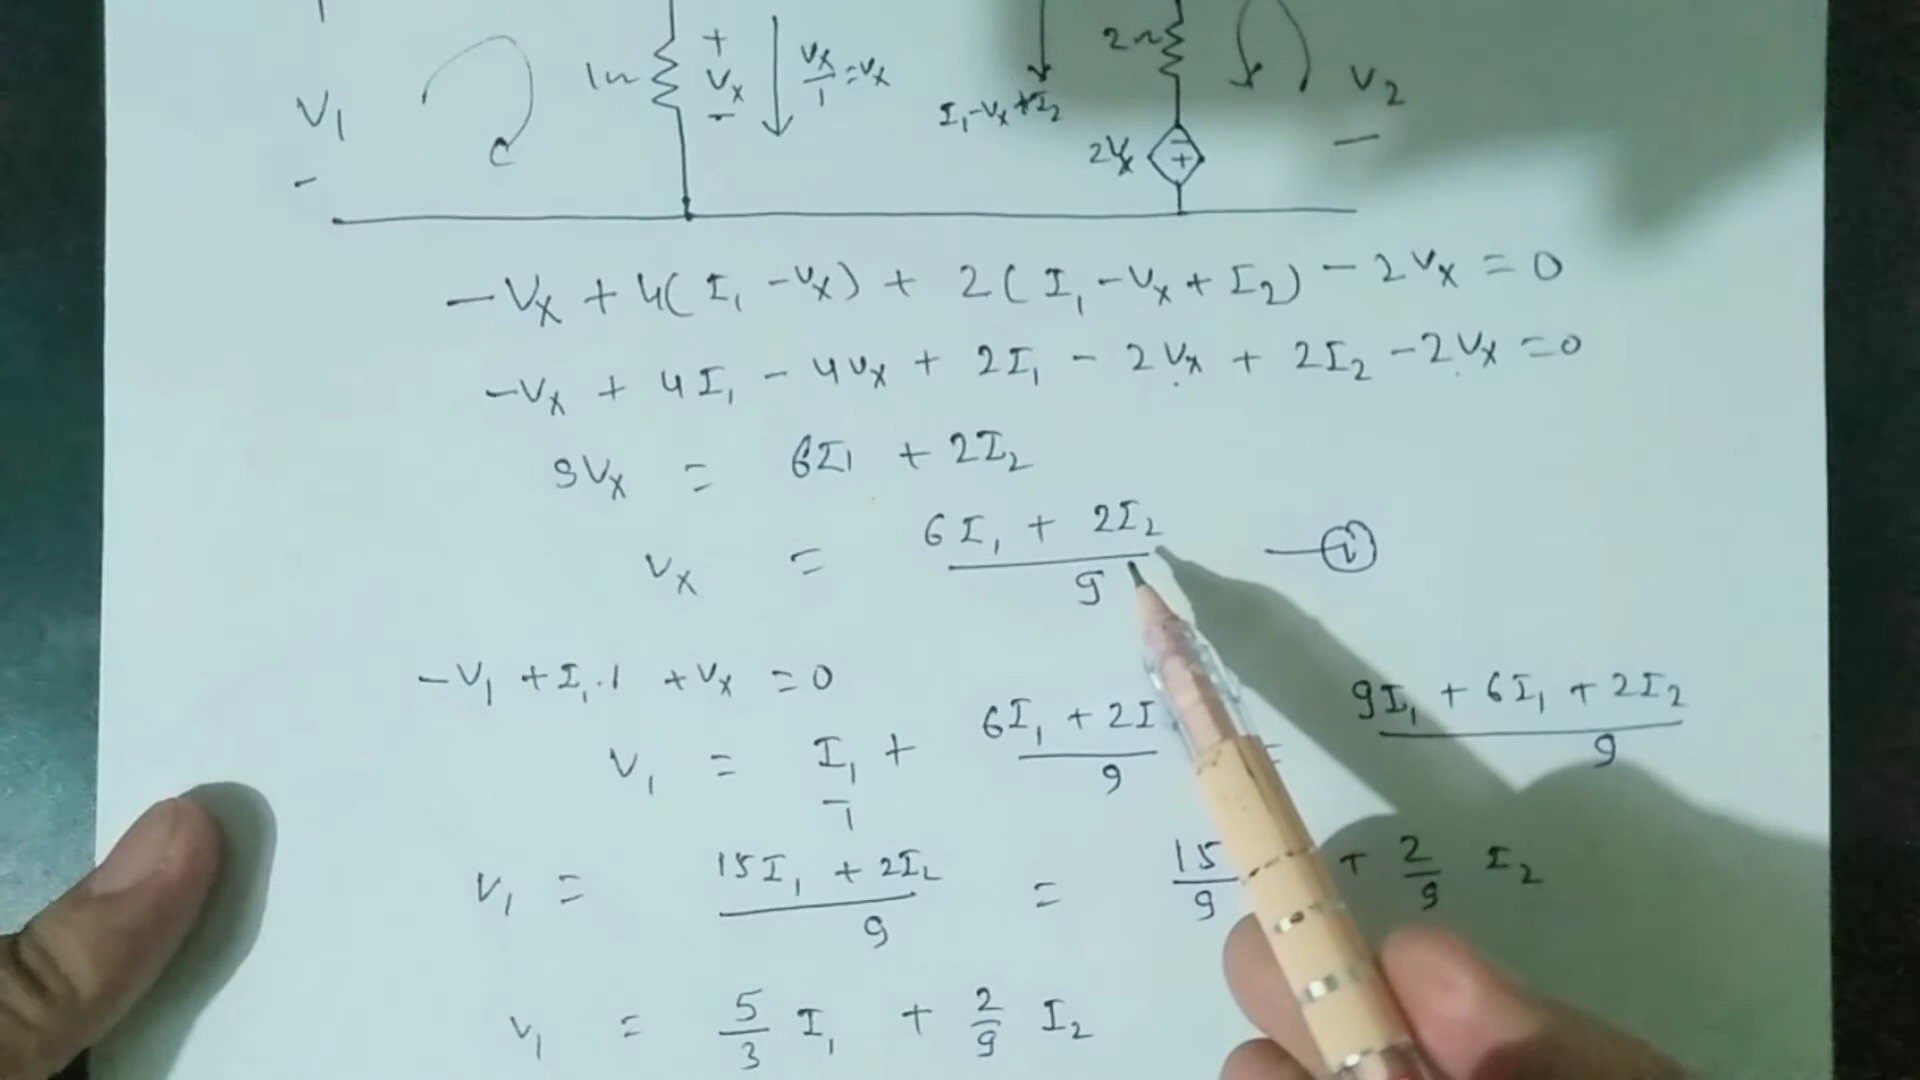 V₁
-
1Ω
+
Vₓ
-
Vₓ/1 = Vₓ
I₁ - Vₓ + I₂
2Ω
2Vₓ
- +
V₂
-
-Vₓ + 4(I₁ - Vₓ) + 2(I₁ - Vₓ + I₂) - 2Vₓ = 0
-Vₓ + 4I₁ - 4Vₓ + 2I₁ - 2Vₓ + 2I₂ - 2Vₓ = 0
9Vₓ = 6I₁ + 2I₂
Vₓ = (6I₁ + 2I₂)/9 — (i)
-V₁ + I₁.1 + Vₓ = 0
V₁ = I₁/1 + (6I₁ + 2I)/9 = (9I₁ + 6I₁ + 2I₂)/9
V₁ = (15I₁ + 2I₂)/9 = 15/9 + 2/9 I₂
V₁ = 5/3 I₁ + 2/9 I₂